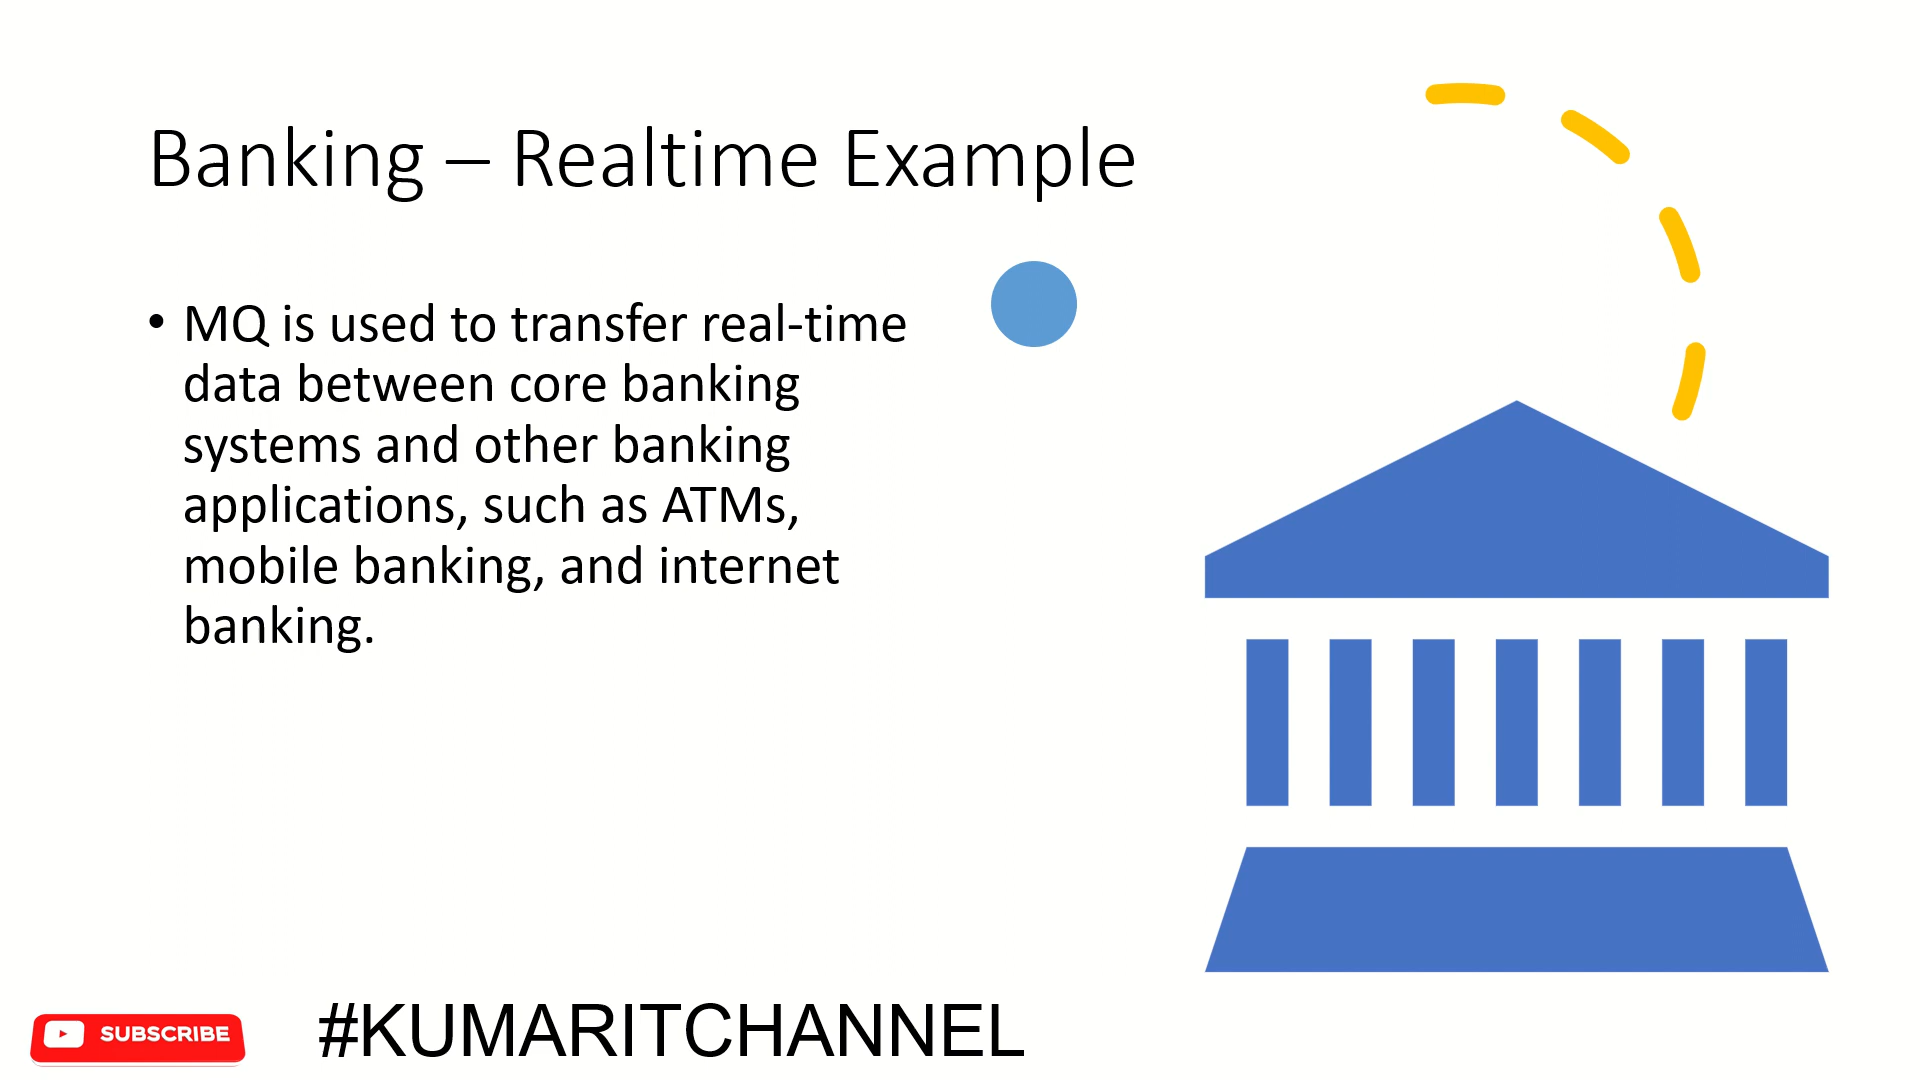 Banking – Realtime Example
• MQ is used to transfer real-time
data between core banking
systems and other banking
applications, such as ATMs,
mobile banking, and internet
banking.
SUBSCRIBE
#KUMARITCHANNEL